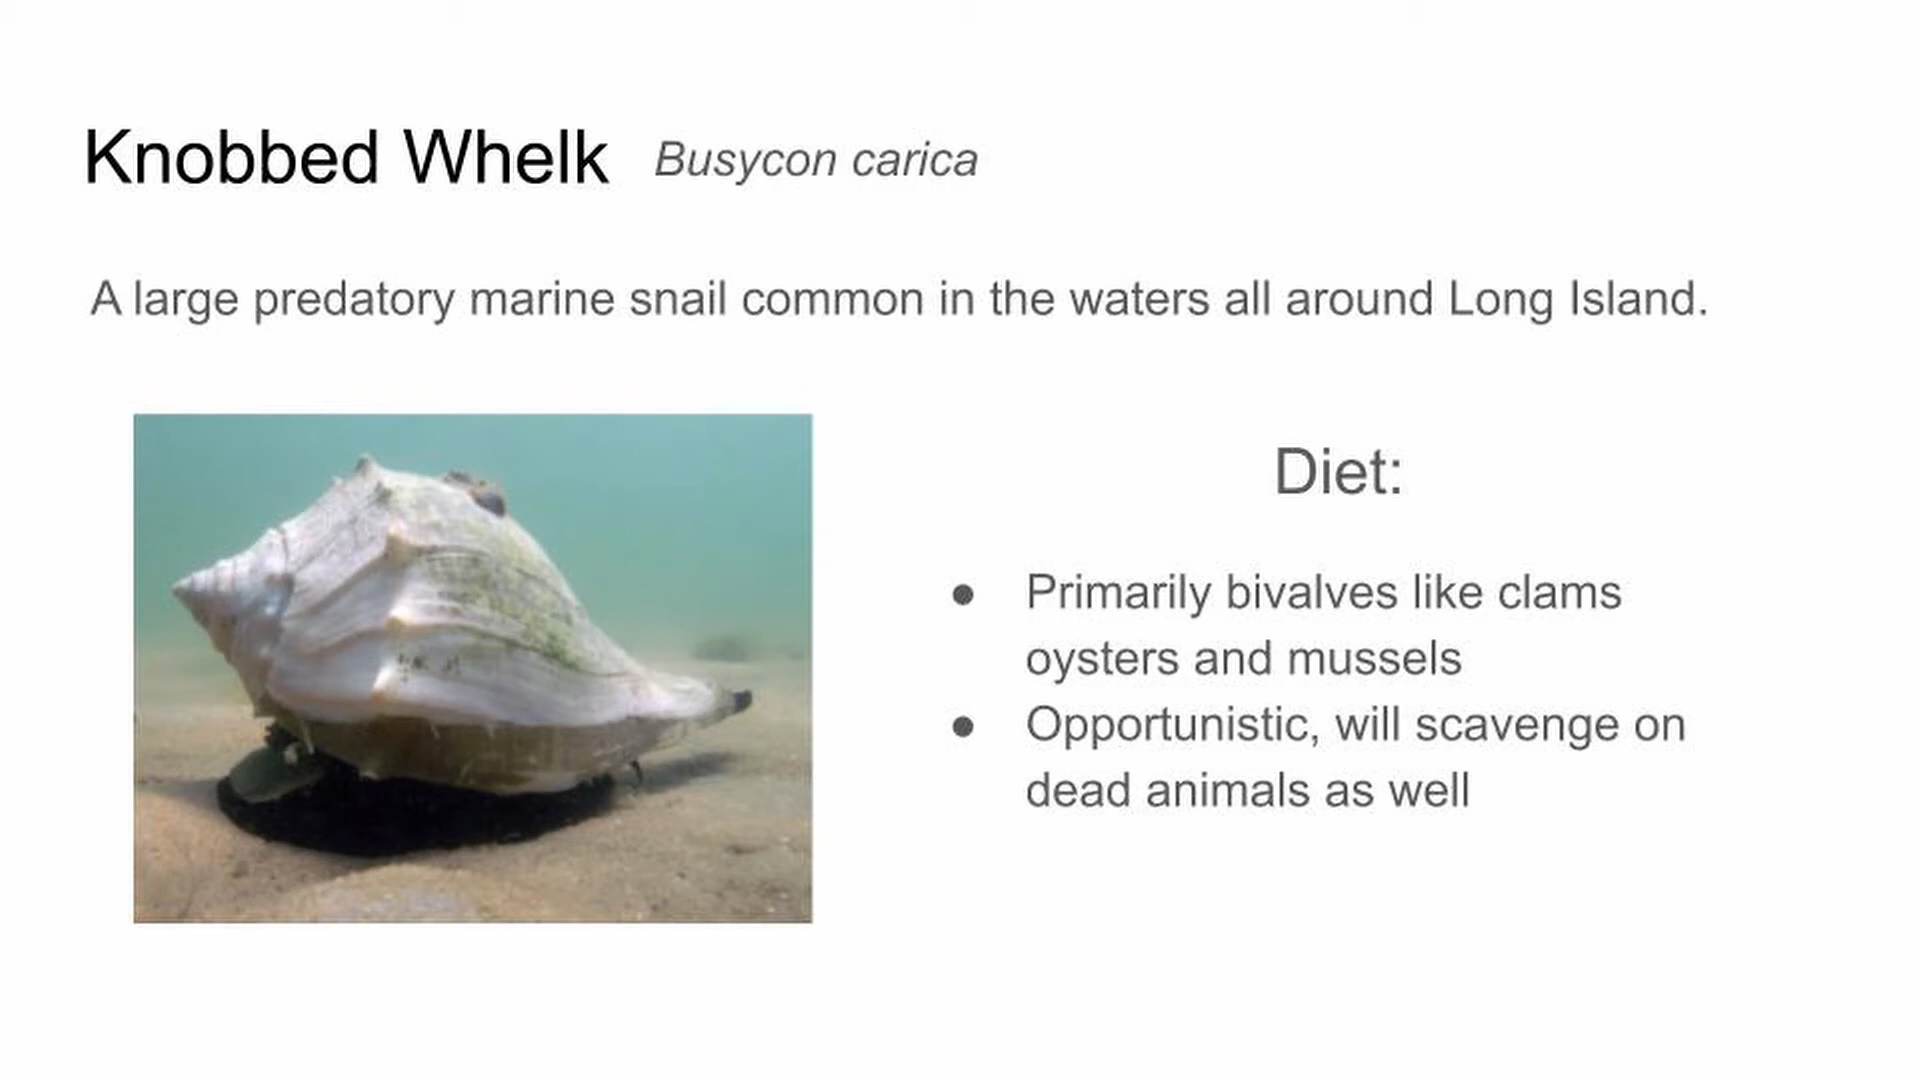 Knobbed Whelk Busycon carica
A large predatory marine snail common in the waters all around Long Island.
Diet:
● Primarily bivalves like clams
oysters and mussels
● Opportunistic, will scavenge on
dead animals as well